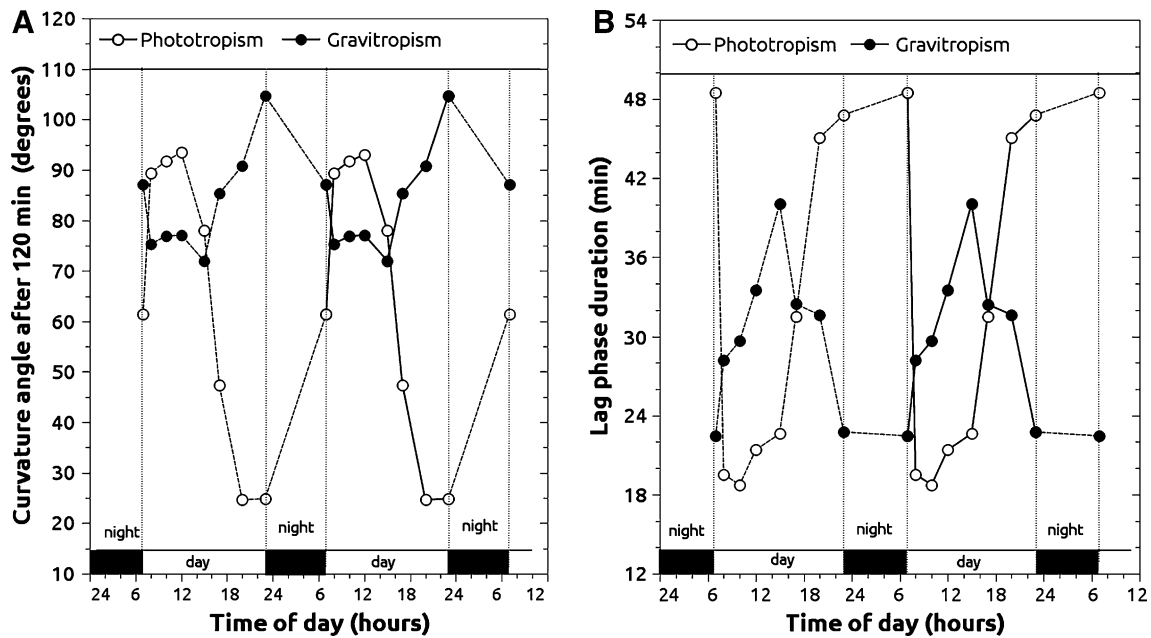 A
Phototropism
Gravitropism
Curvature angle after 120 min (degrees)
120
110
100
90
80
70
60
50
40
30
20
10
night
day
night
day
night
24 6 12 18 24 6 12 18 24 6 12
Time of day (hours)
B
Phototropism
Gravitropism
Lag phase duration (min)
54
48
42
36
30
24
18
12
night
day
night
day
night
24 6 12 18 24 6 12 18 24 6 12
Time of day (hours)